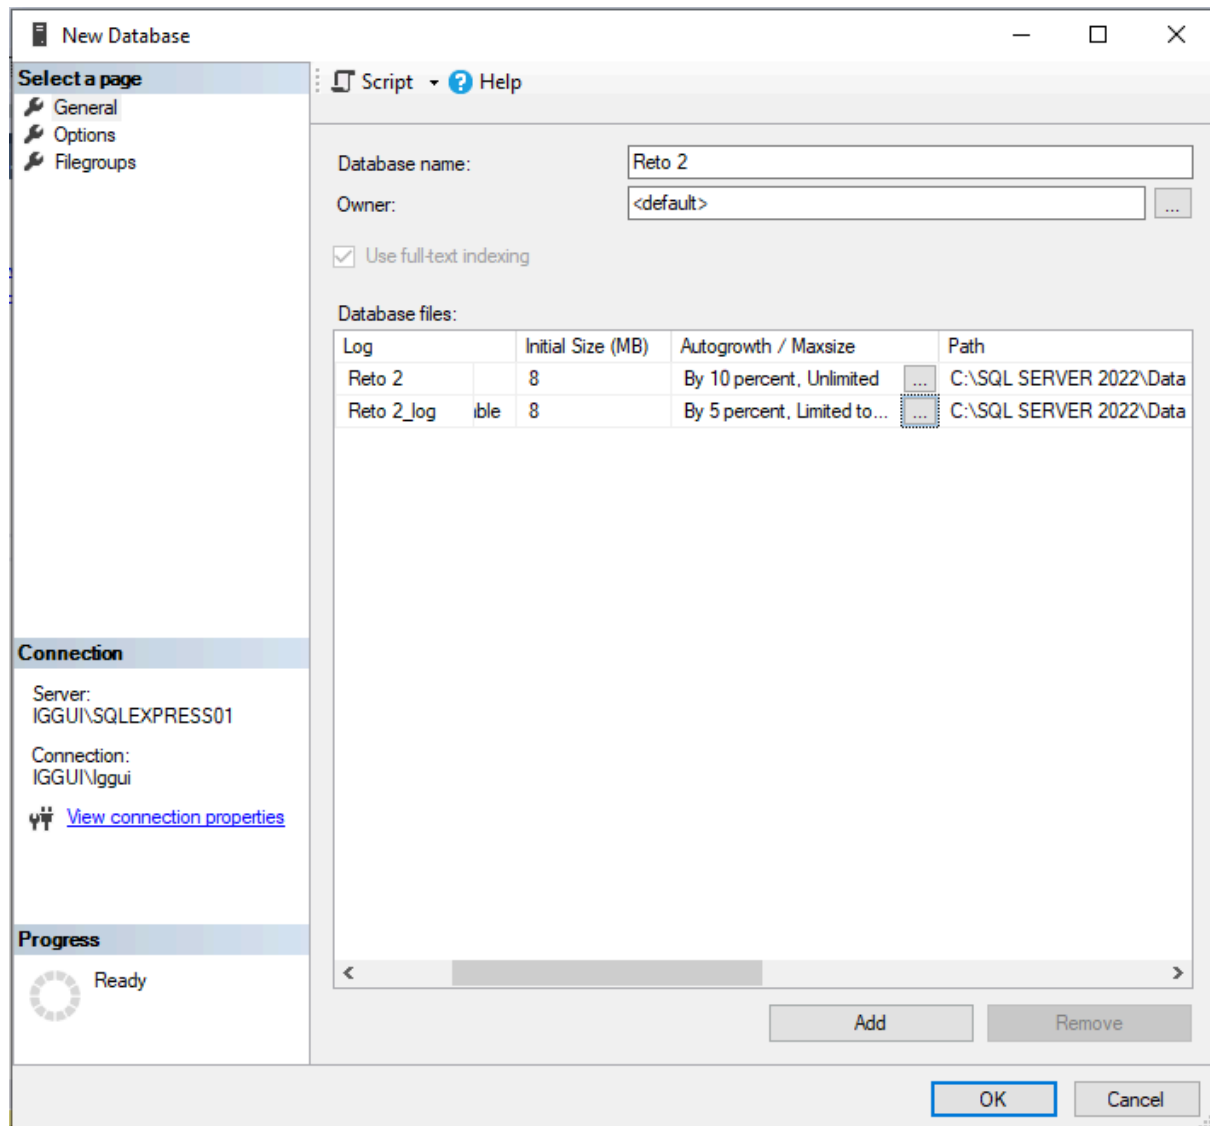 New Database
Select a page
General
Options
Filegroups
Script
Help
Database name:
Reto 2
Owner:
<default>
...
Use full-text indexing
Database files:
Log Initial Size (MB) Autogrowth / Maxsize Path
Reto 2 8 By 10 percent, Unlimited ... C:\SQL SERVER 2022\Data
Reto 2_log able 8 By 5 percent, Limited to... ... C:\SQL SERVER 2022\Data
Connection
Server:
IGGUI\SQLEXPRESS01
Connection:
IGGUI\Iggui
View connection properties
Progress
Ready
Add
Remove
OK
Cancel